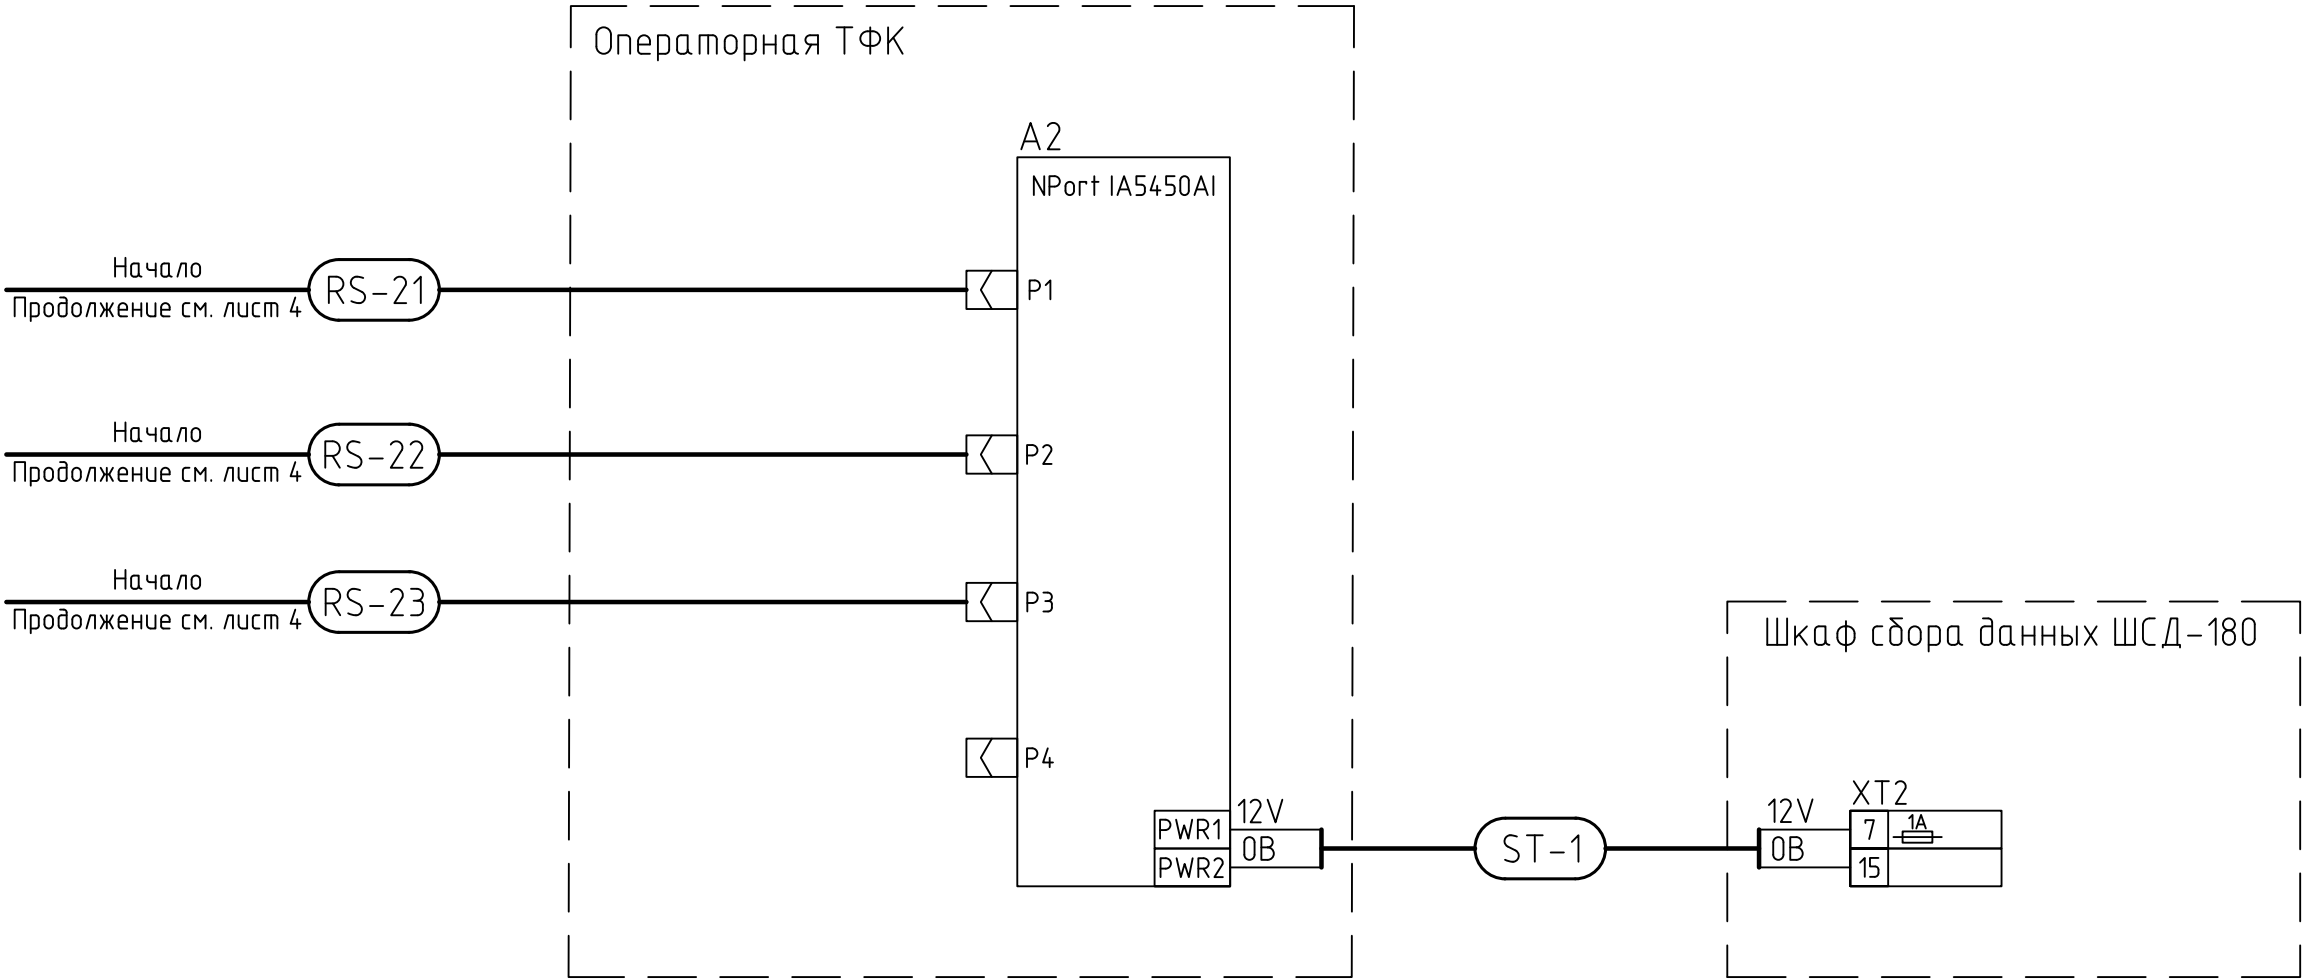 Операторная ТФК
А2
NPort IA5450AI
Начало
RS-21
Продолжение см. лист 4
P1
Начало
RS-22
Продолжение см. лист 4
P2
Начало
RS-23
Продолжение см. лист 4
P3
Шкаф сбора данных ШСД-180
P4
PWR1
12V
0В
PWR2
ST-1
12V
0В
XT2
7
1А
15